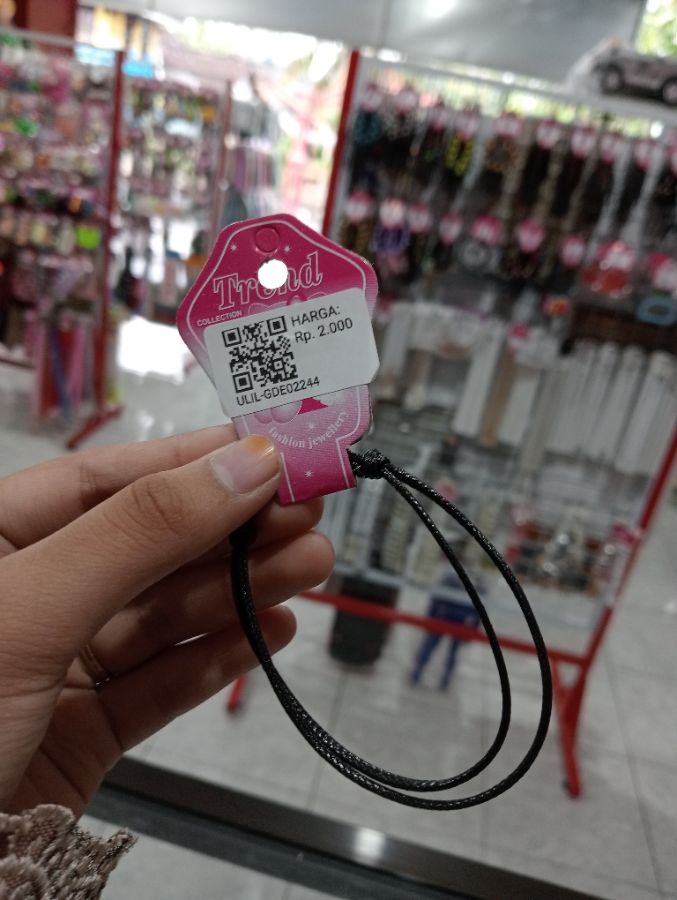 Trend
COLLECTION
HARGA:
Rp. 2.000
ULIL-GDE02244
fashion jewellery